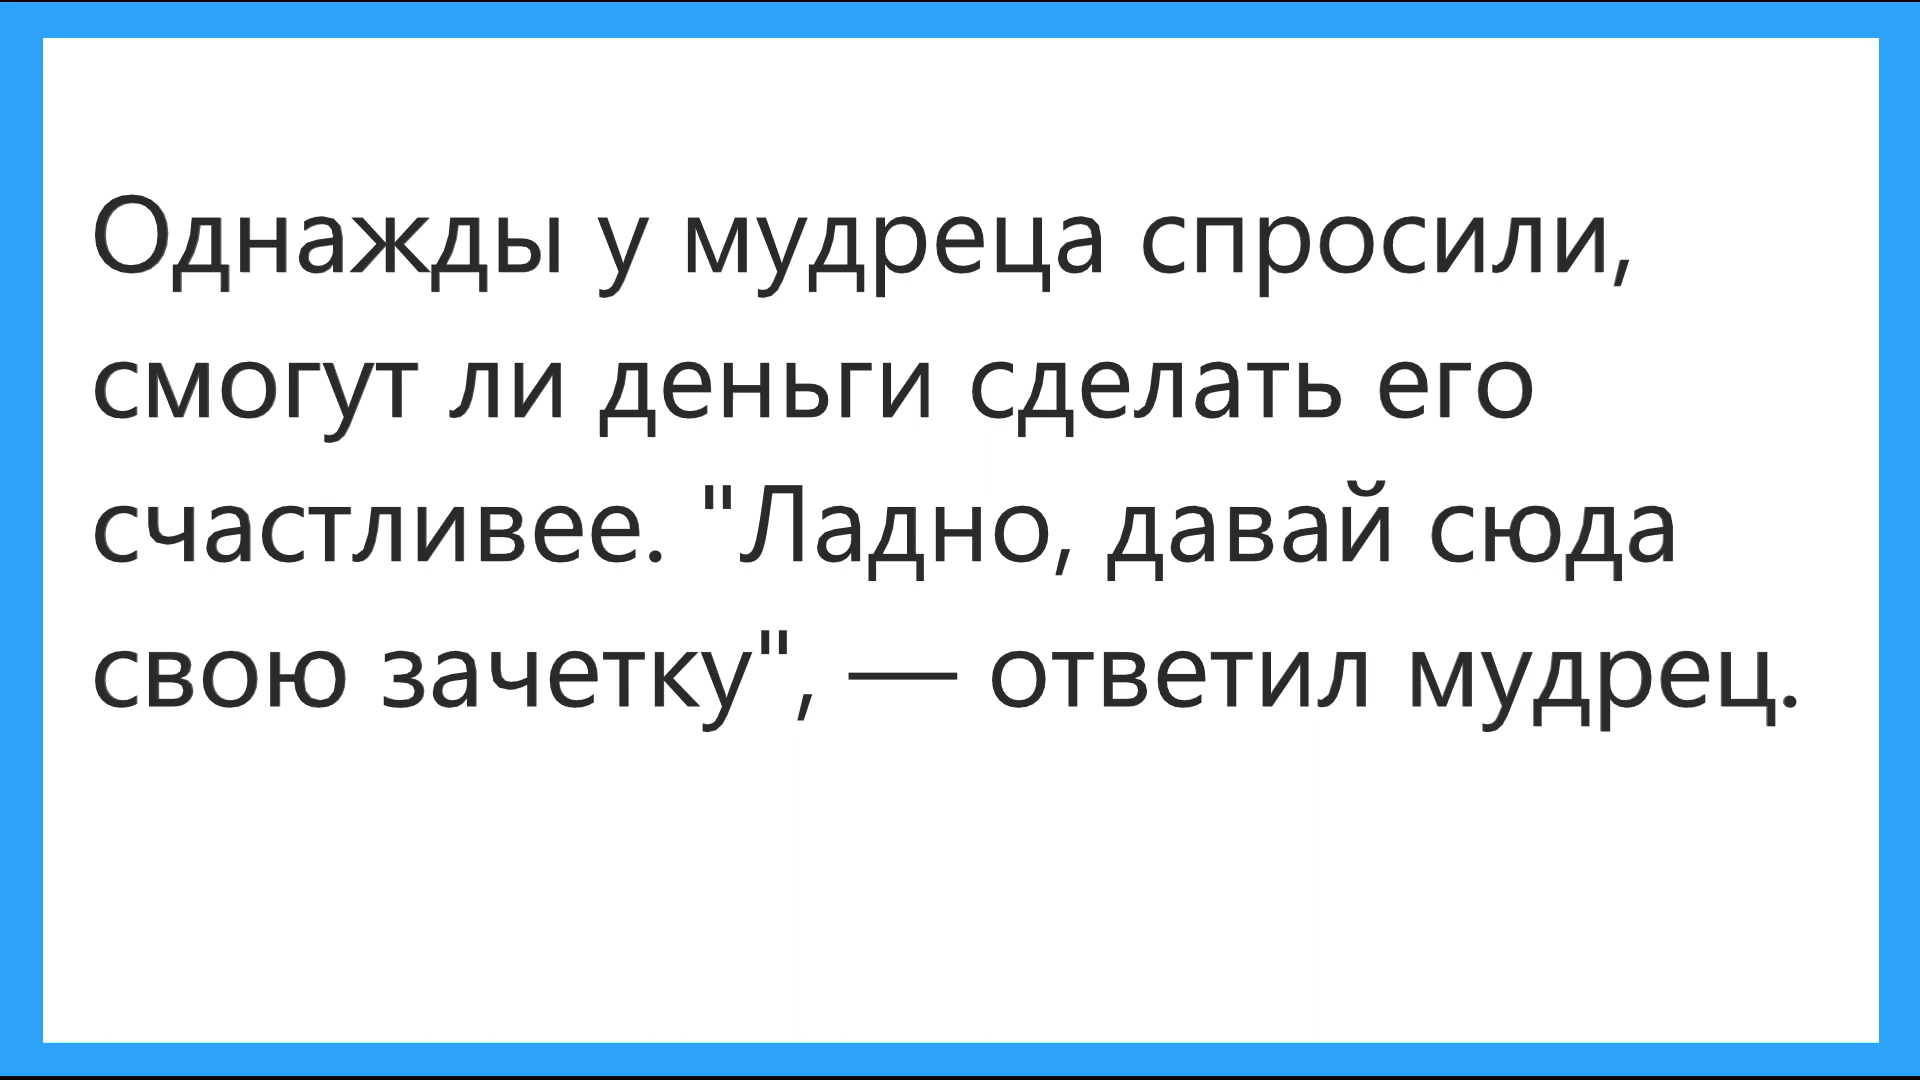 Однажды у мудреца спросили,
смогут ли деньги сделать его
счастливее. "Ладно, давай сюда
свою зачетку", — ответил мудрец.